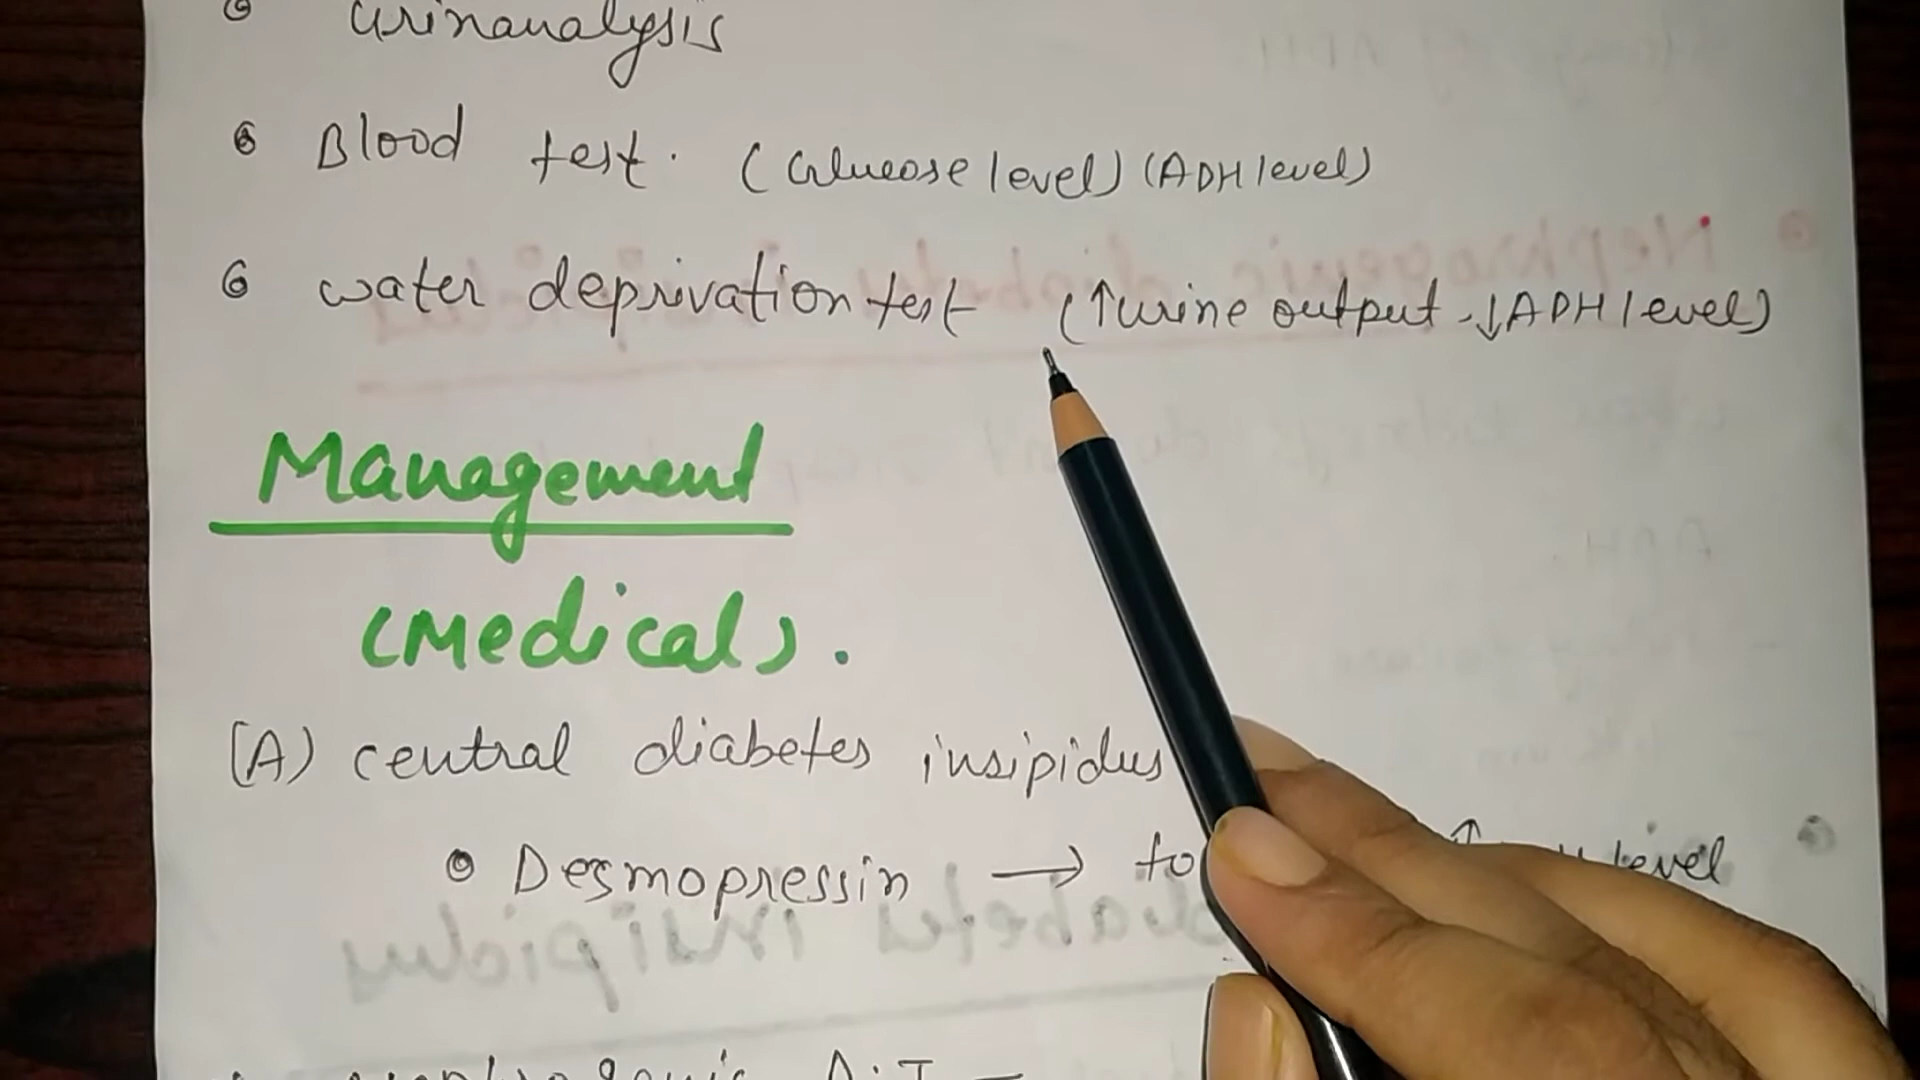 Urinanalysis
Blood test. (Glucose level) (ADH level)
water deprivation test (↑urine output ↓ADH level)
Management
(Medical).
(A) central diabetes insipidus
Desmopressin → to ↑ level
D.I -